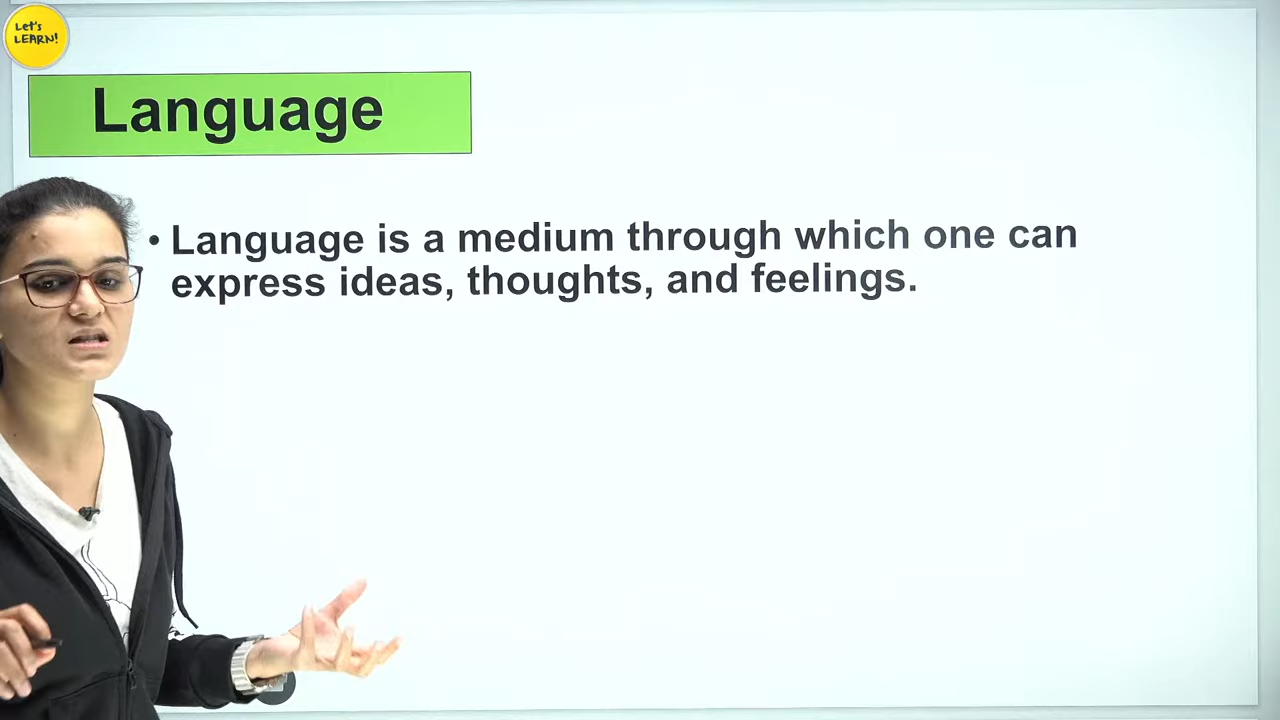 Let's
LEARN!
Language
• Language is a medium through which one can
express ideas, thoughts, and feelings.